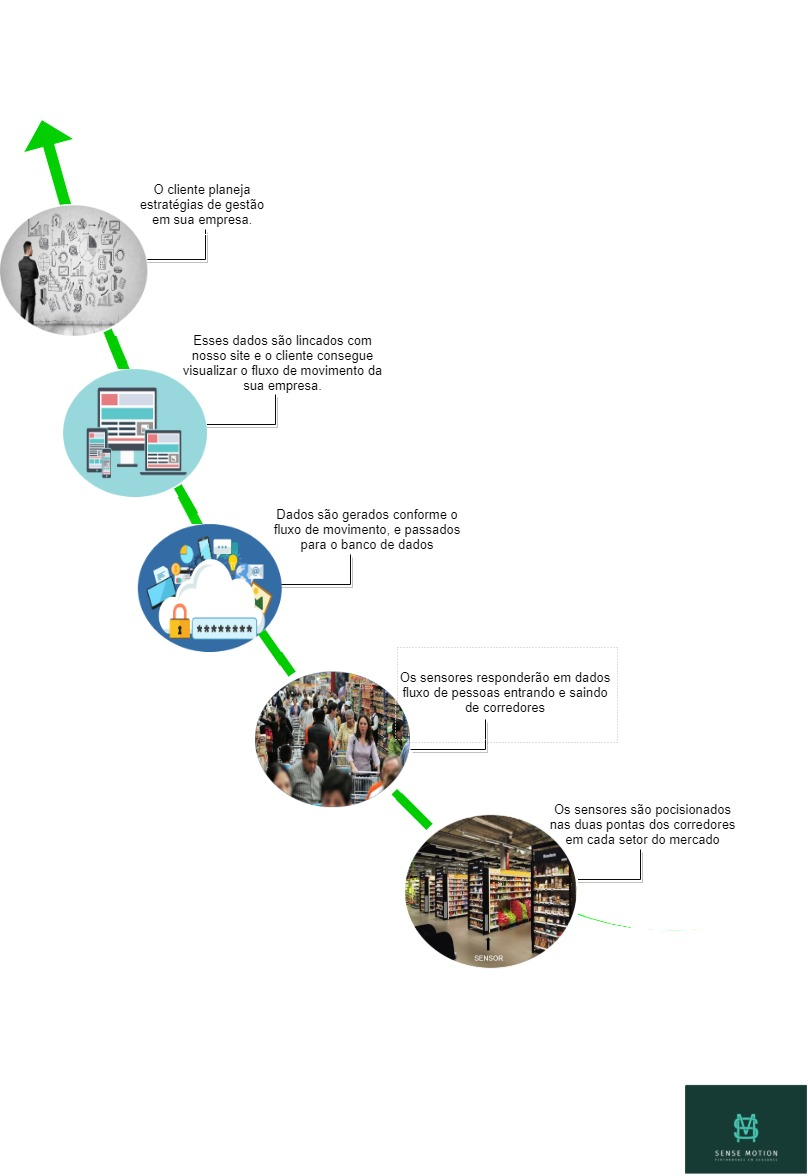 O cliente planeja
estratégias de gestão
em sua empresa.
Esses dados são lincados com
nosso site e o cliente consegue
visualizar o fluxo de movimento da
sua empresa.
Dados são gerados conforme o
fluxo de movimento, e passados
para o banco de dados
@
********
Os sensores responderão em dados
fluxo de pessoas entrando e saindo
de corredores
Os sensores são pocisionados
nas duas pontas dos corredores
em cada setor do mercado
SENSOR
SENSE MOTION
PERFORMANCE EM SENSORES